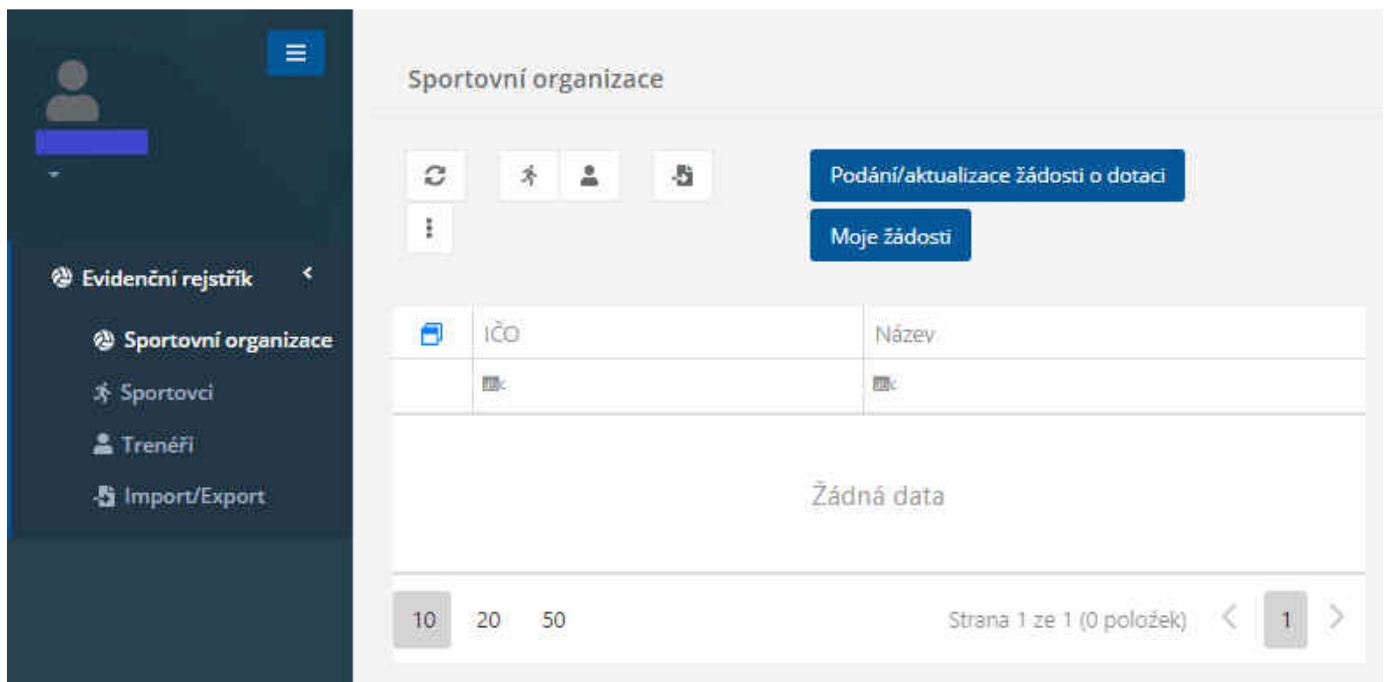 Sportovní organizace
Podání/aktualizace žádosti o dotaci
Moje žádosti
Evidenční rejstřík
Sportovní organizace
Sportovci
Trenéři
Import/Export
IČO
Název
Žádná data
10 20 50
Strana 1 ze 1 (0 položek) 1